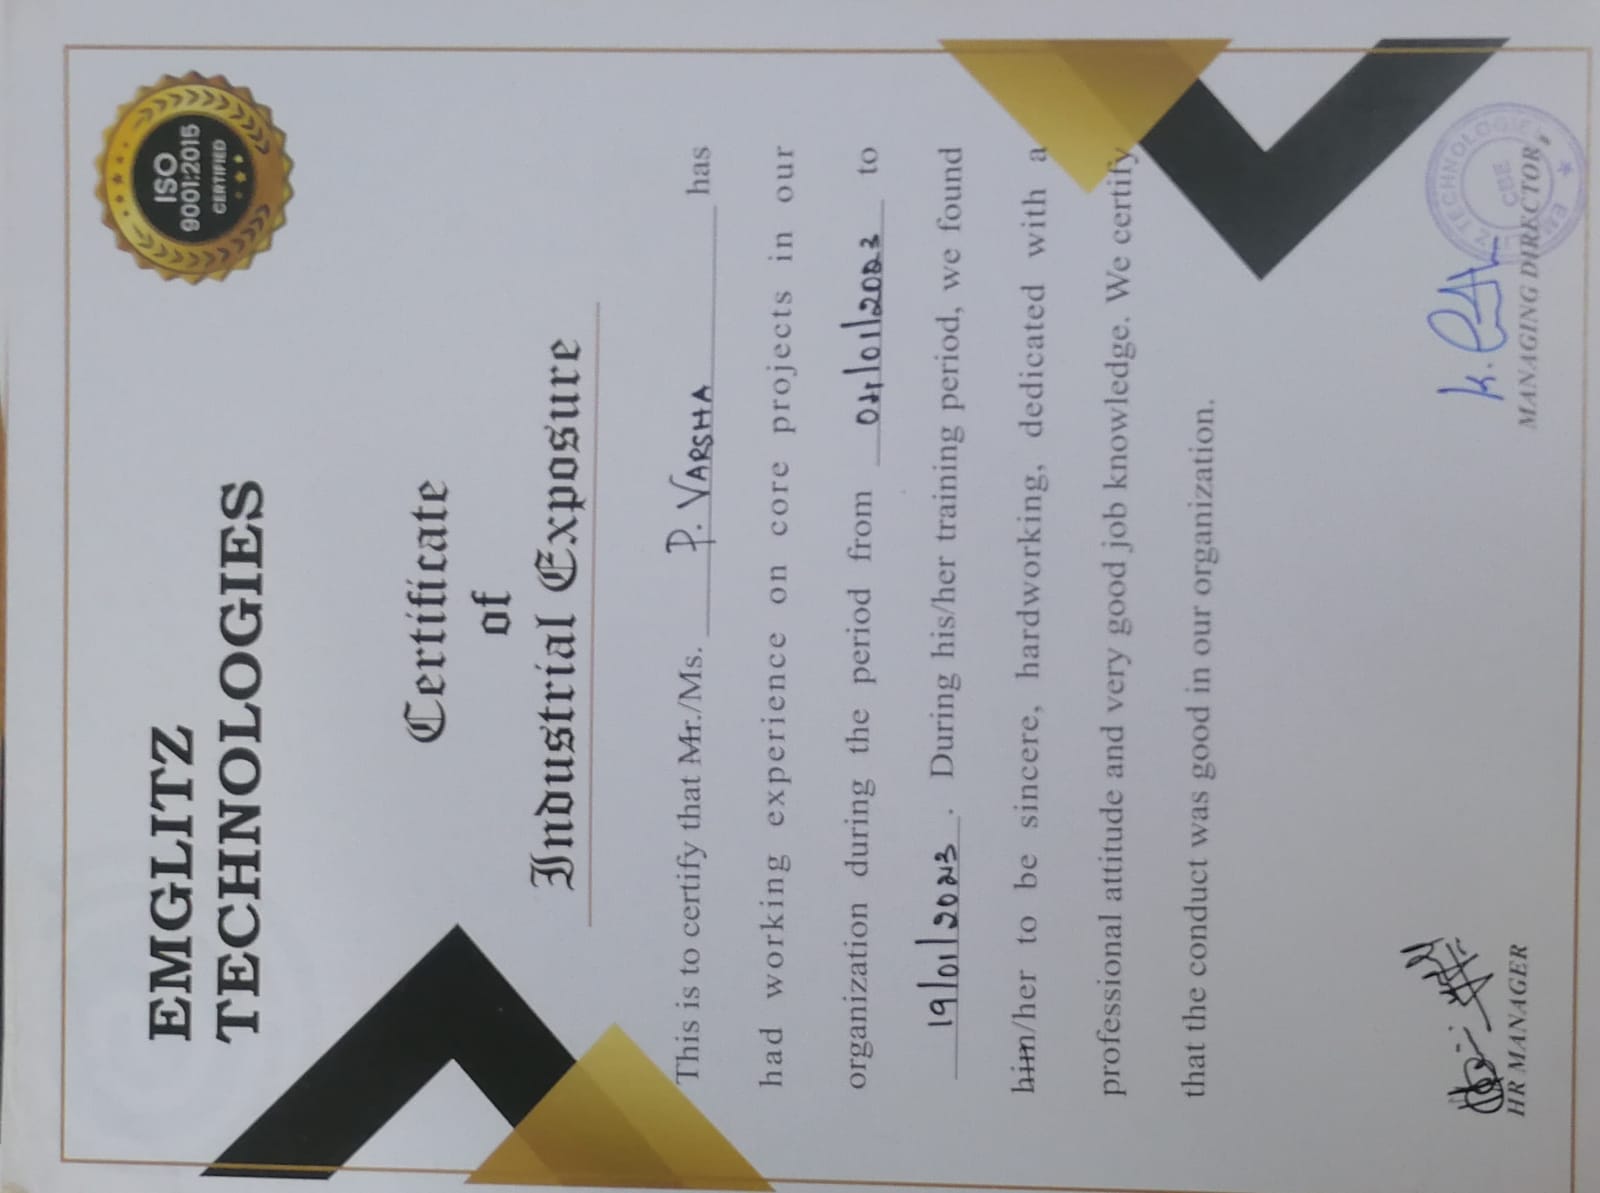 EMGLITZ
TECHNOLOGIES
ISO
9001:2015
CERTIFIED
Certificate
of
Industrial Exposure
This is to certify that Mr./Ms. P. VARSHA has
had working experience on core projects in our
organization during the period from 04/01/2023 to
19/01/2023. During his/her training period, we found
him/her to be sincere, hardworking, dedicated with a
professional attitude and very good job knowledge. We certify
that the conduct was good in our organization.
HR MANAGER
K.
MANAGING DIRECTOR
TECHNOLOGIES
CBE